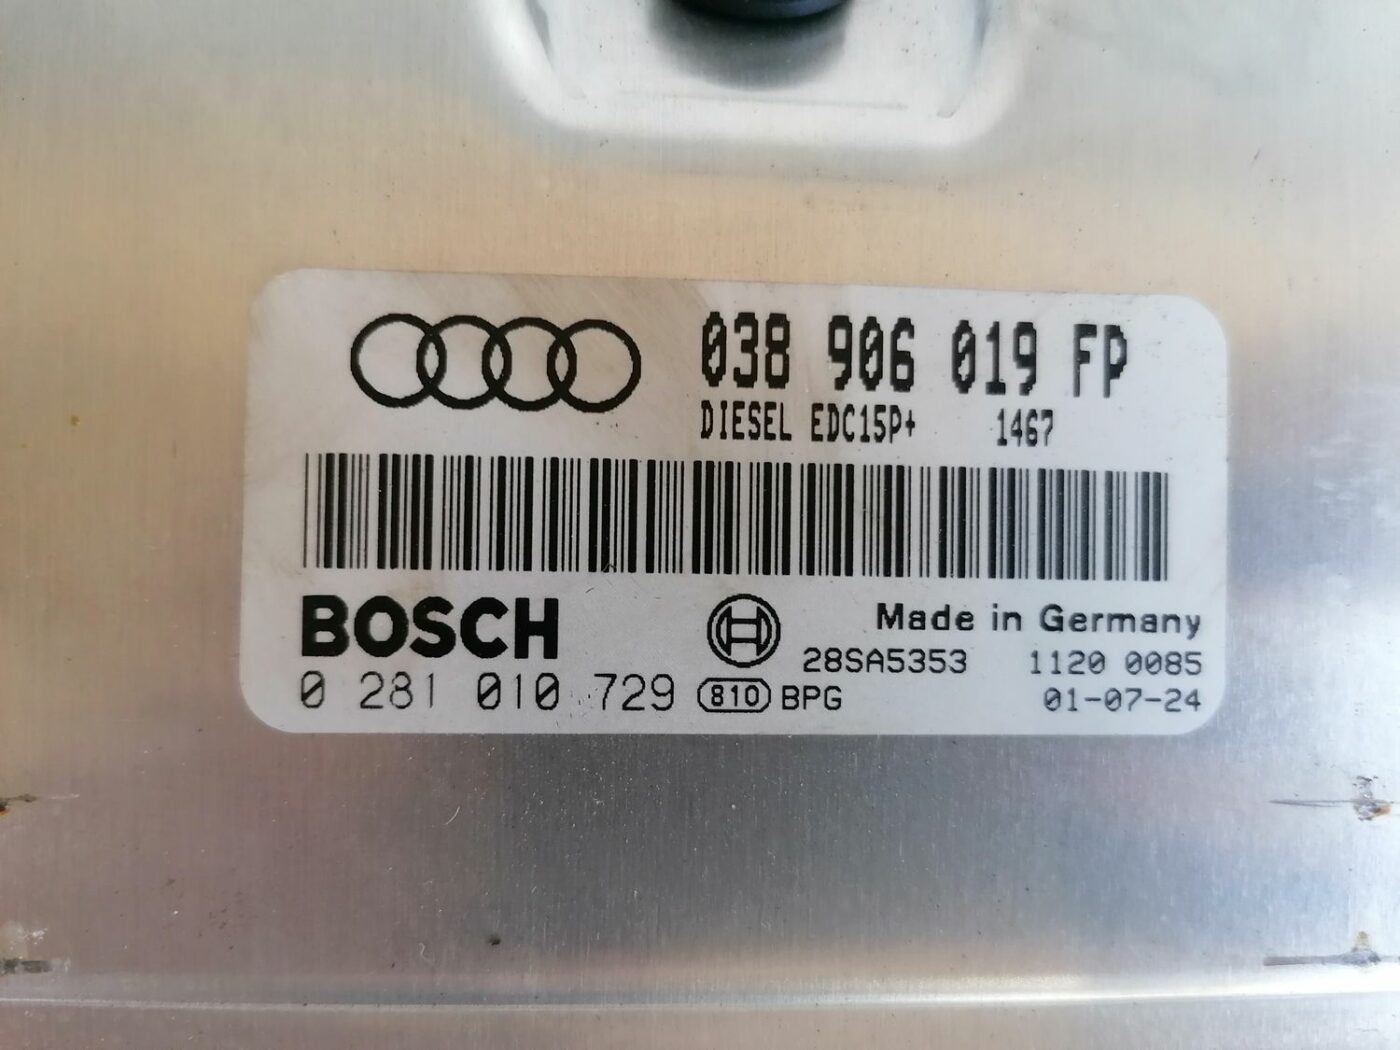 038 906 019 FP
DIESEL EDC15P+ 1467
BOSCH
Made in Germany
28SA5353 1120 0085
0 281 010 729 810 BPG 01-07-24